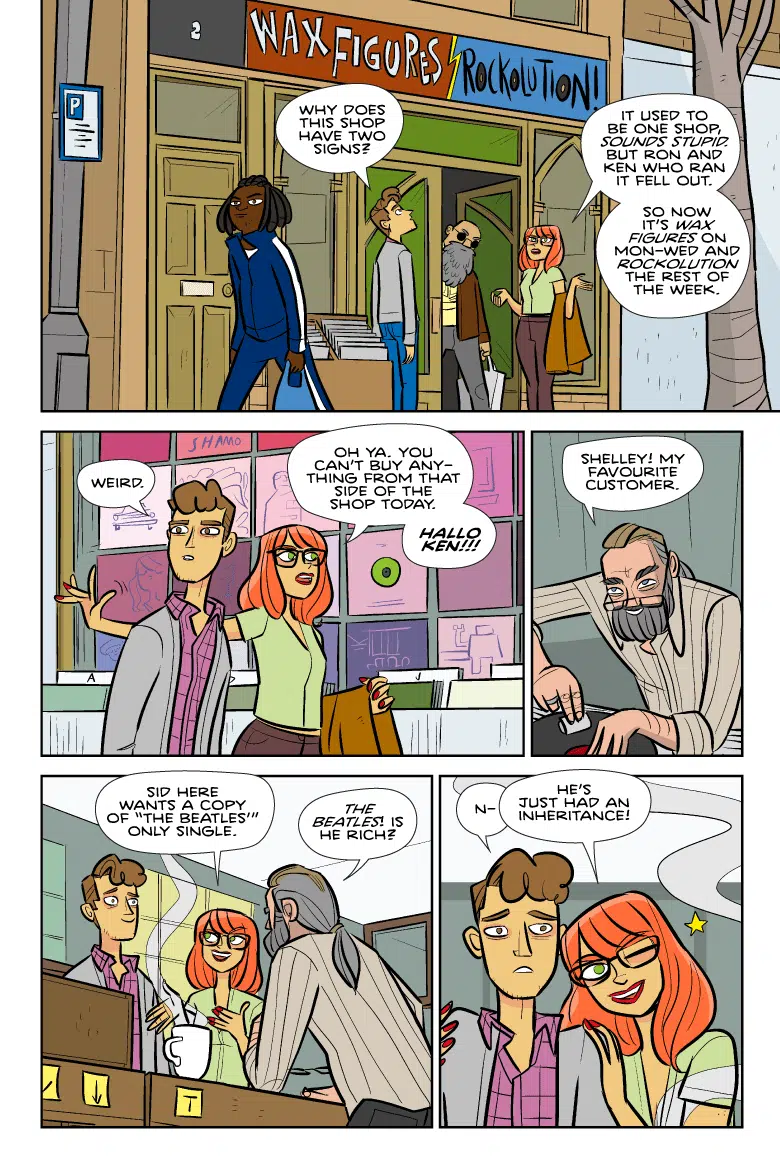 2
WAX FIGURES
ROCKOLUTION!
P
WHY DOES
THIS SHOP
HAVE TWO
SIGNS?
IT USED TO
BE ONE SHOP,
SOUNDS STUPID.
BUT RON AND
KEN WHO RAN
IT FELL OUT.
SO NOW
IT'S WAX
FIGURES ON
MON-WED AND
ROCKOLUTION
THE REST OF
THE WEEK.
SHAMO
WEIRD.
OH YA. YOU
CAN'T BUY ANY-
THING FROM THAT
SIDE OF THE
SHOP TODAY.
HALLO
KEN!!!
A
J
SHELLEY! MY
FAVOURITE
CUSTOMER.
SID HERE
WANTS A COPY
OF "THE BEATLES'"
ONLY SINGLE.
THE
BEATLES! IS
HE RICH?
T
N-
HE'S
JUST HAD AN
INHERITANCE!